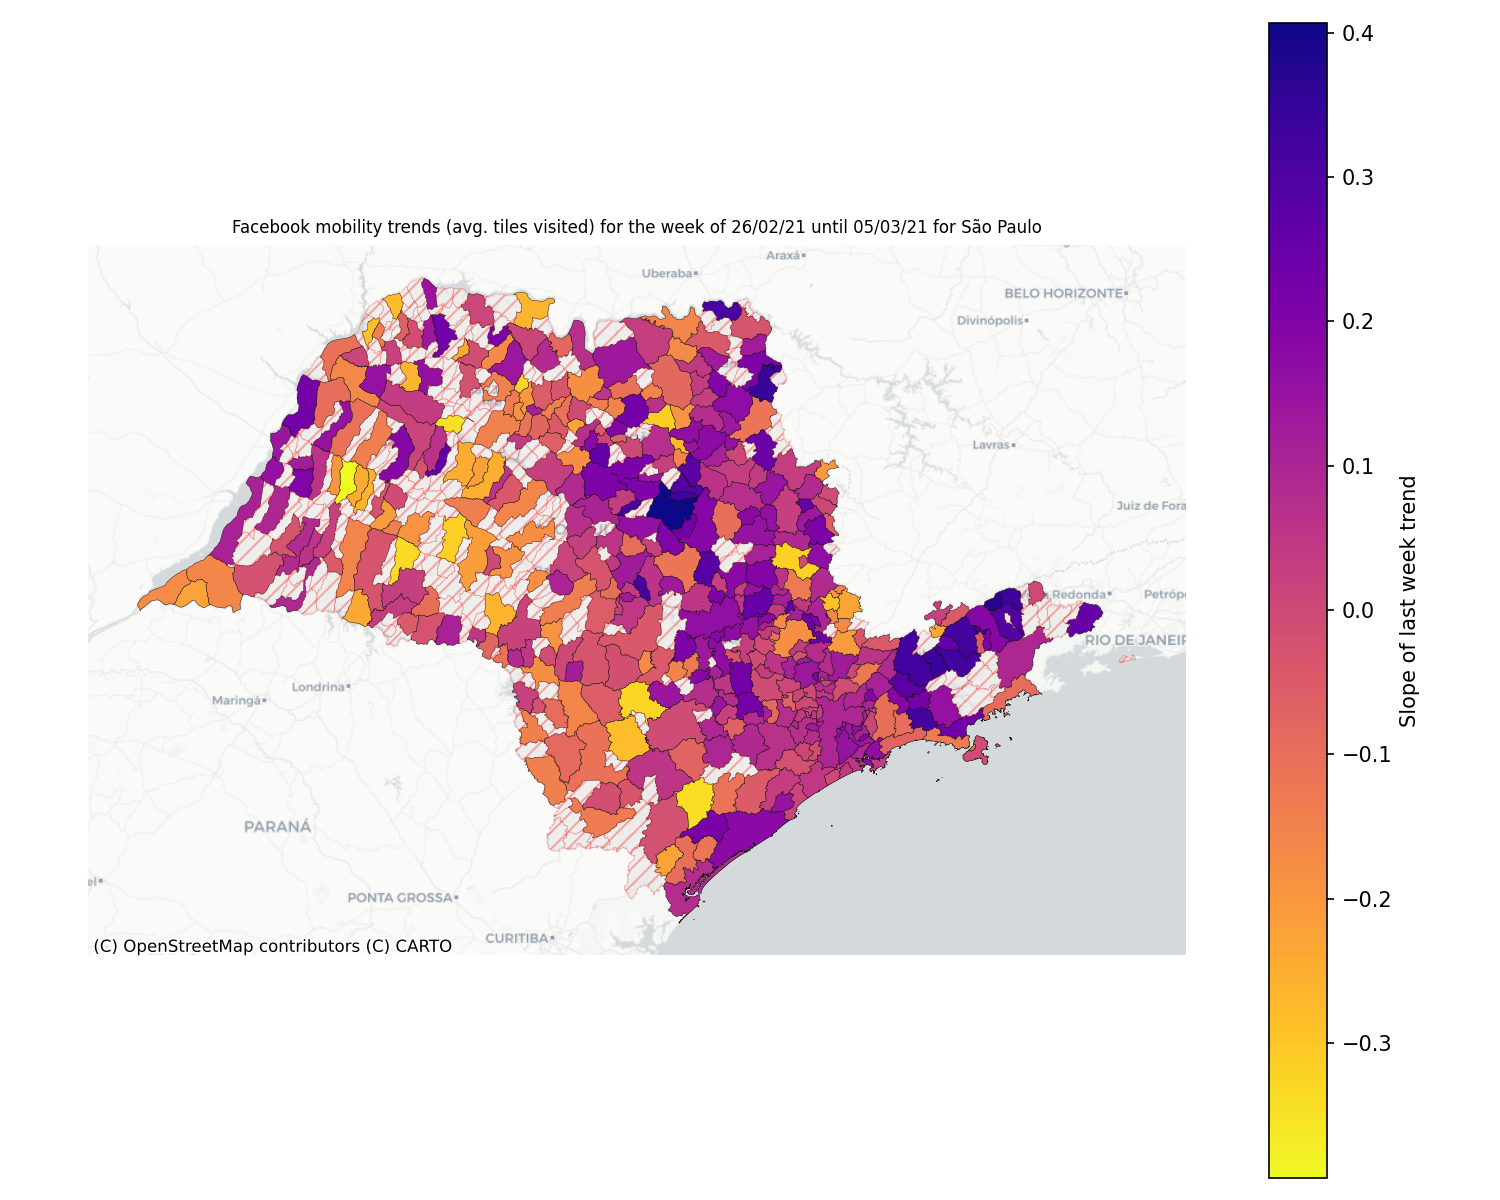 Facebook mobility trends (avg. tiles visited) for the week of 26/02/21 until 05/03/21 for São Paulo
Araxá
Uberaba
BELO HORIZONTE
Divinópolis
Lavras
Juiz de Fora
Redonda
Petróp
RIO DE JANEIR
Londrina
Maringá
PARANÁ
el
PONTA GROSSA
CURITIBA
(C) OpenStreetMap contributors (C) CARTO
0.4
0.3
0.2
0.1
0.0
−0.1
−0.2
−0.3
Slope of last week trend